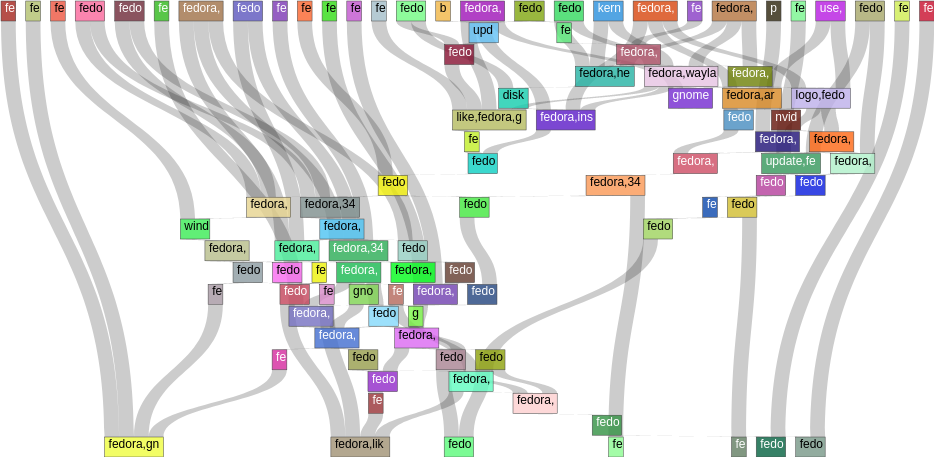 fe fe fe fedo fedo fe fedora, fedo fe fe fe fe fe fedo b fedora, fedo fedo kern fedora, fe fedora, p fe use, fedo fe fe
upd fe
fedo fedora,
fedora,he fedora,wayla fedora,
disk gnome fedora,ar logo,fedo
like,fedora,g fedora,ins fedo nvid
fe fedora, fedora,
fedo fedora, update,fe fedora,
fedo fedora,34 fedo fedo
fedora, fedora,34 fedo fe fedo
wind fedora, fedo
fedora, fedora, fedora,34 fedo
fedo fedo fe fedora, fedora, fedo
fe fedo fe gno fe fedora, fedo
fedora, fedo g
fedora, fedora,
fe fedo fedo fedo
fedo fedora,
fe fedora,
fedo
fedora,gn fedora,lik fedo fe fe fedo fedo